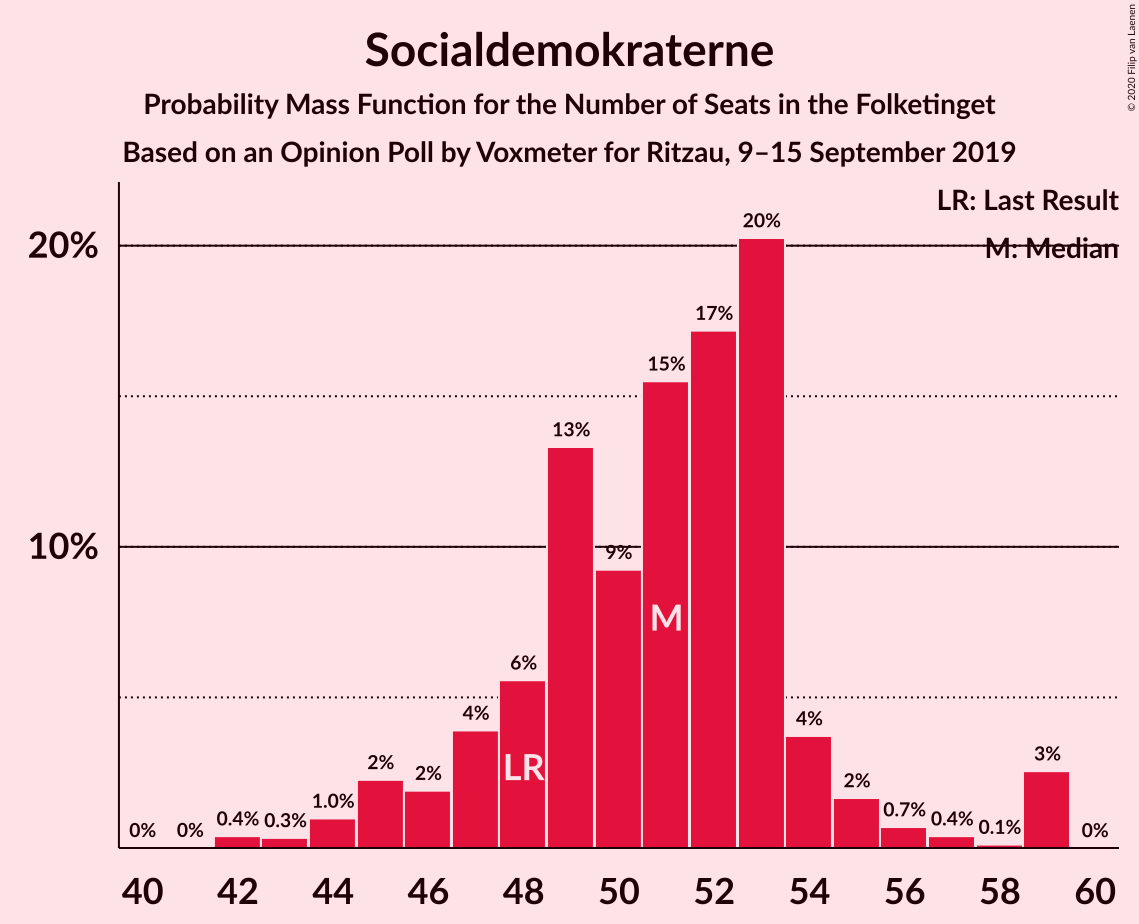 Socialdemokraterne
Probability Mass Function for the Number of Seats in the Folketinget
Based on an Opinion Poll by Voxmeter for Ritzau, 9–15 September 2019
© 2020 Filip van Laenen
LR: Last Result
M: Median
20%
10%
0%
0%
0.4%
0.3%
1.0%
2%
2%
4%
6%
13%
9%
15%
17%
20%
4%
2%
0.7%
0.4%
0.1%
3%
0%
LR
M
40 42 44 46 48 50 52 54 56 58 60